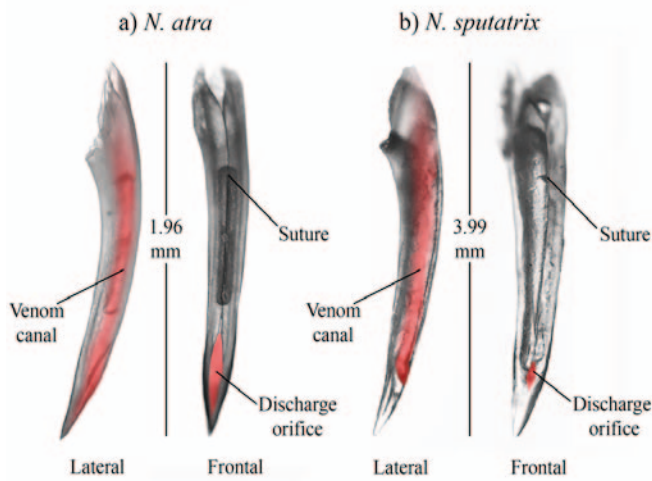 a) N. atra
b) N. sputatrix
1.96
mm
Suture
Venom
canal
Discharge
orifice
Lateral
Frontal
3.99
mm
Suture
Venom
canal
Discharge
orifice
Lateral
Frontal